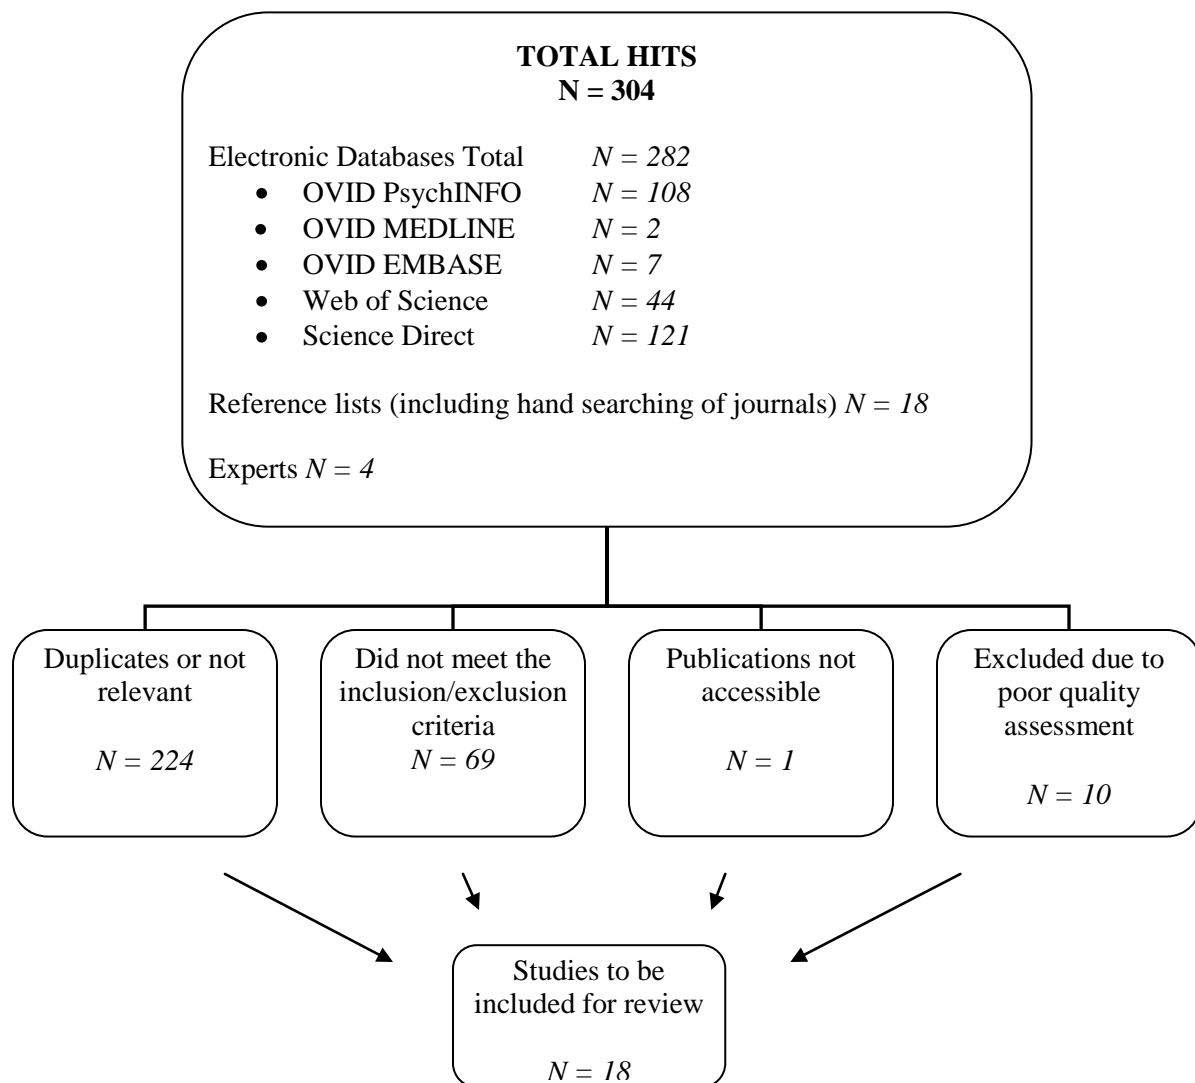 TOTAL HITS
N = 304
Electronic Databases Total N = 282
• OVID PsychINFO N = 108
• OVID MEDLINE N = 2
• OVID EMBASE N = 7
• Web of Science N = 44
• Science Direct N = 121
Reference lists (including hand searching of journals) N = 18
Experts N = 4
Duplicates or not
relevant
N = 224
Did not meet the
inclusion/exclusion
criteria
N = 69
Publications not
accessible
N = 1
Excluded due to
poor quality
assessment
N = 10
Studies to be
included for review
N = 18